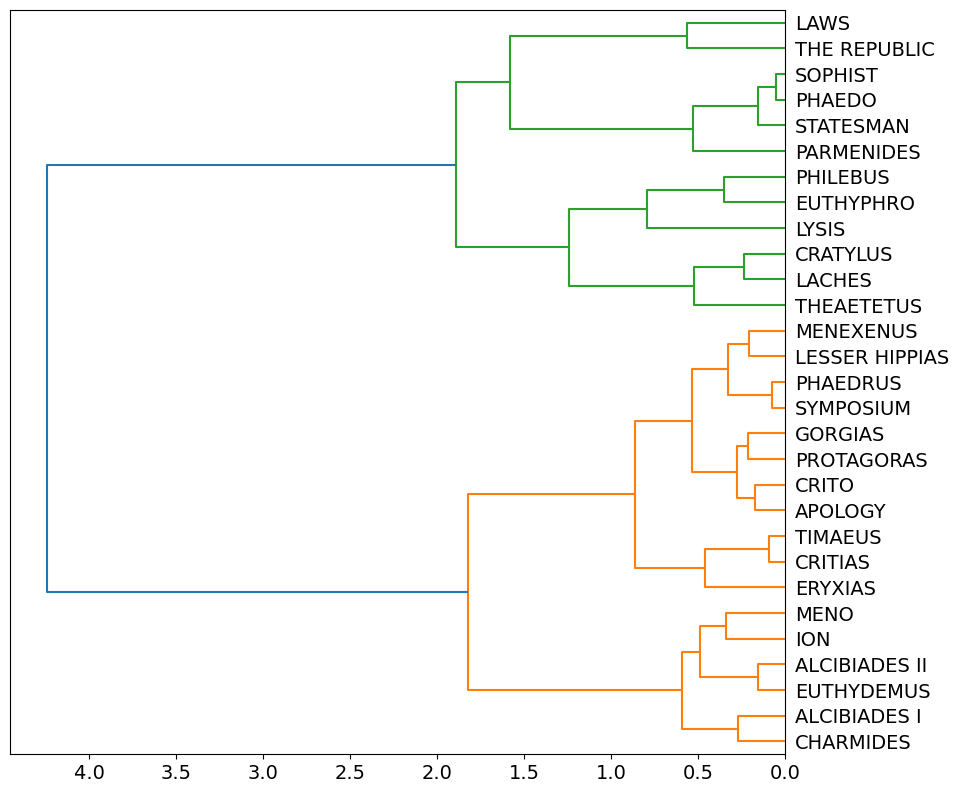 LAWS
THE REPUBLIC
SOPHIST
PHAEDO
STATESMAN
PARMENIDES
PHILEBUS
EUTHYPHRO
LYSIS
CRATYLUS
LACHES
THEAETETUS
MENEXENUS
LESSER HIPPIAS
PHAEDRUS
SYMPOSIUM
GORGIAS
PROTAGORAS
CRITO
APOLOGY
TIMAEUS
CRITIAS
ERYXIAS
MENO
ION
ALCIBIADES II
EUTHYDEMUS
ALCIBIADES I
CHARMIDES
4.0 3.5 3.0 2.5 2.0 1.5 1.0 0.5 0.0